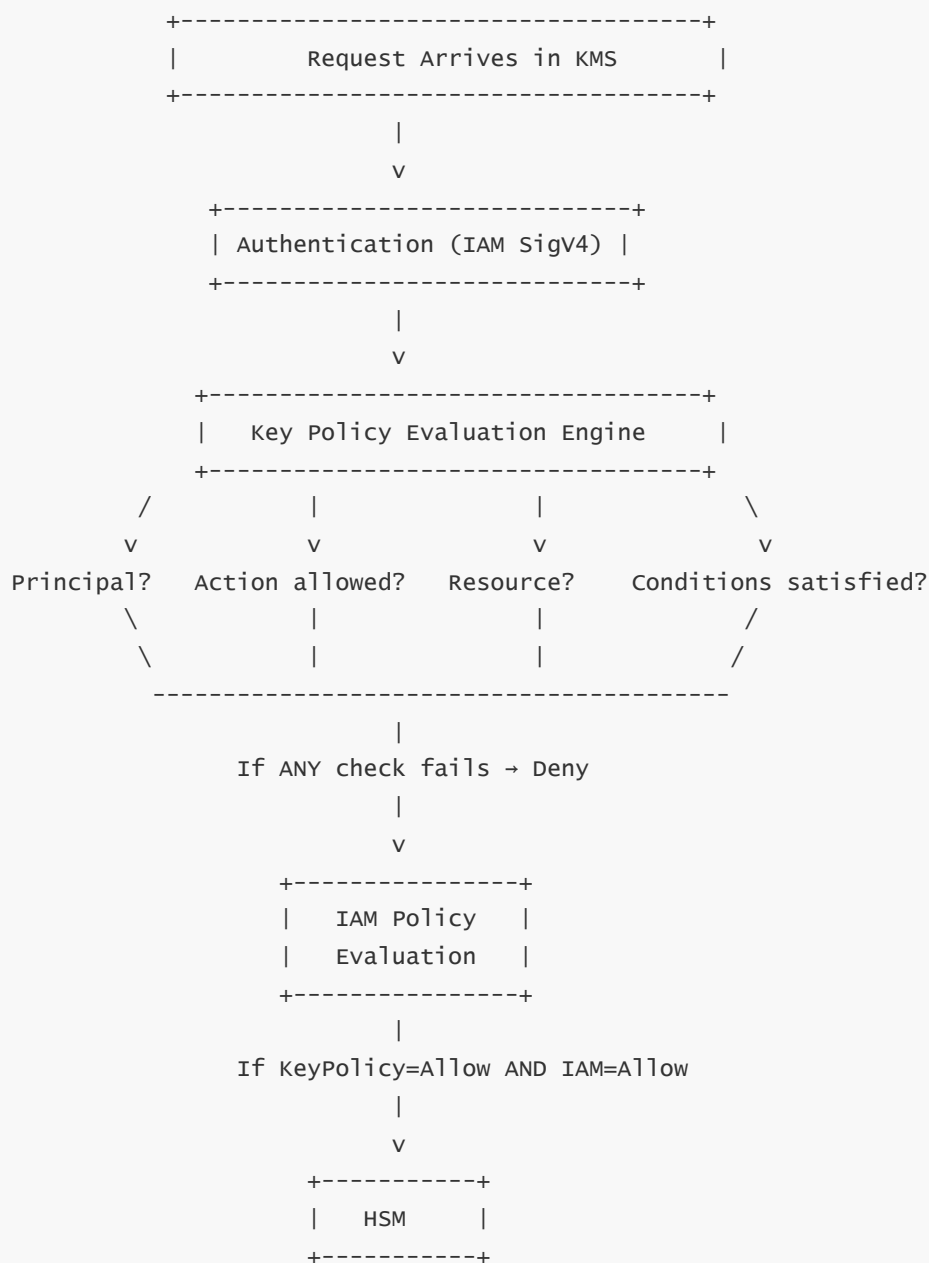 Request Arrives in KMS
Authentication (IAM SigV4)
Key Policy Evaluation Engine
Principal? Action allowed? Resource? Conditions satisfied?
If ANY check fails → Deny
IAM Policy
Evaluation
If KeyPolicy=Allow AND IAM=Allow
HSM